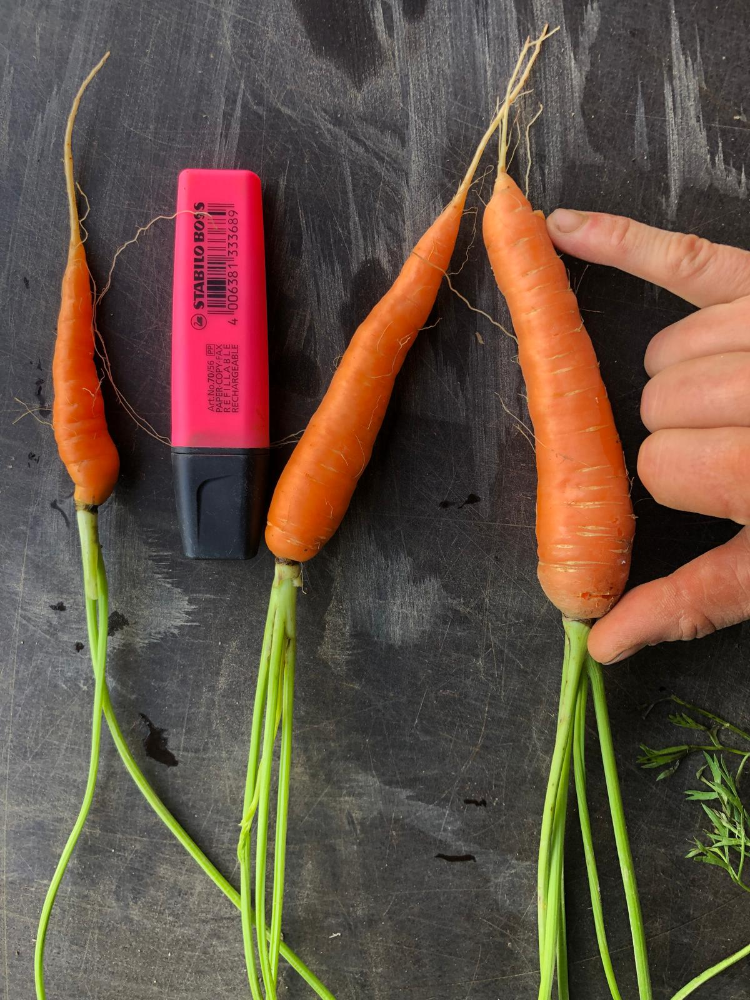 STABILO BOSS
4 006381 333689
Art.No.70/56 PP
PAPER·COPY·FAX
REFILLABLE
RECHARGEABLE